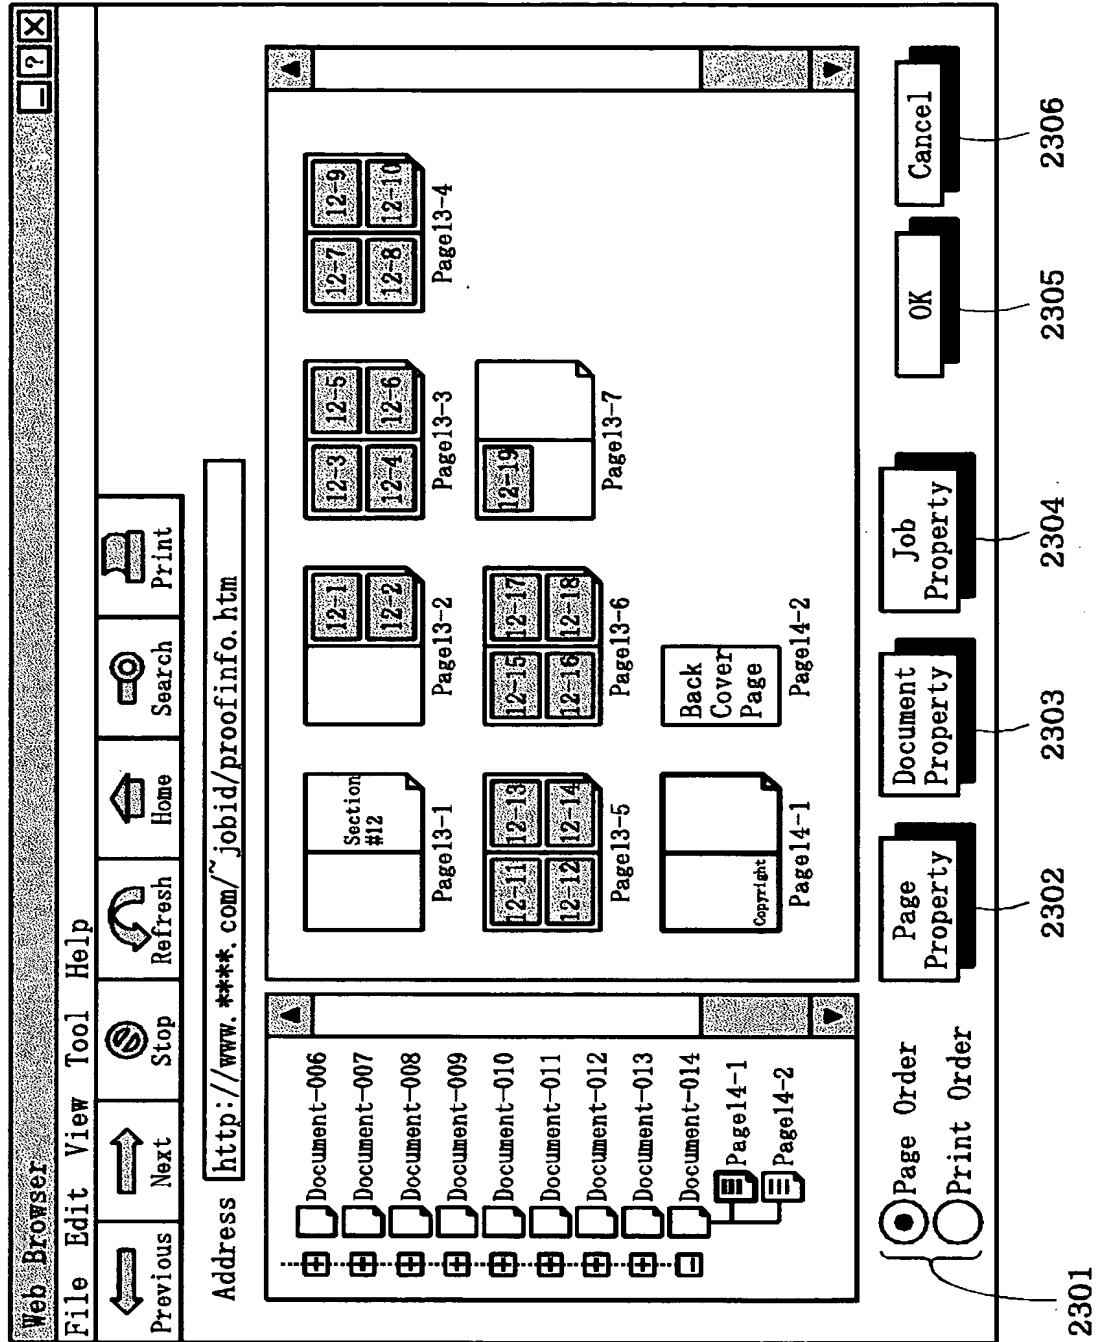 Web Browser
_ ? X
File Edit View Tool Help
Previous
Next
Stop
Refresh
Home
Search
Print
Address http://www.****.com/~jobid/proofinfo.htm
Document-006
Document-007
Document-008
Document-009
Document-010
Document-011
Document-012
Document-013
Document-014
Page14-1
Page14-2
Section
#12
Page13-1
12-1
12-2
Page13-2
12-3 12-5
12-4 12-6
Page13-3
12-7 12-9
12-8 12-10
Page13-4
12-11 12-13
12-12 12-14
Page13-5
12-15 12-17
12-16 12-18
Page13-6
12-19
Page13-7
Copyright
Page14-1
Back
Cover
Page
Page14-2
Page Order
Print Order
Page
Property
Document
Property
Job
Property
OK
Cancel
2301
2302
2303
2304
2305
2306